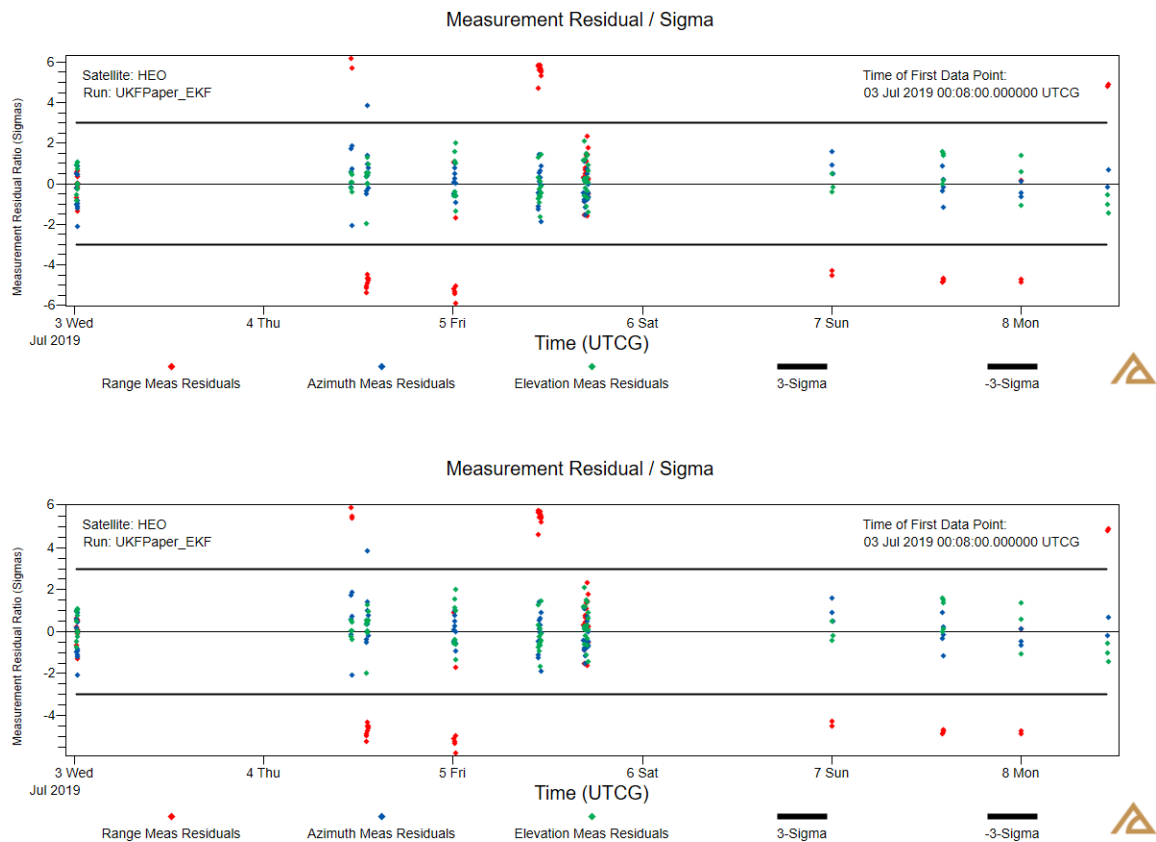 Measurement Residual / Sigma
Satellite: HEO
Run: UKFPaper_EKF
Time of First Data Point:
03 Jul 2019 00:08:00.000000 UTCG
Measurement Residual Ratio (Sigmas)
6
4
2
0
-2
-4
-6
3 Wed
4 Thu
5 Fri
6 Sat
7 Sun
8 Mon
Jul 2019
Time (UTCG)
Range Meas Residuals
Azimuth Meas Residuals
Elevation Meas Residuals
3-Sigma
-3-Sigma
Measurement Residual / Sigma
Satellite: HEO
Run: UKFPaper_EKF
Time of First Data Point:
03 Jul 2019 00:08:00.000000 UTCG
Measurement Residual Ratio (Sigmas)
6
4
2
0
-2
-4
3 Wed
4 Thu
5 Fri
6 Sat
7 Sun
8 Mon
Jul 2019
Time (UTCG)
Range Meas Residuals
Azimuth Meas Residuals
Elevation Meas Residuals
3-Sigma
-3-Sigma